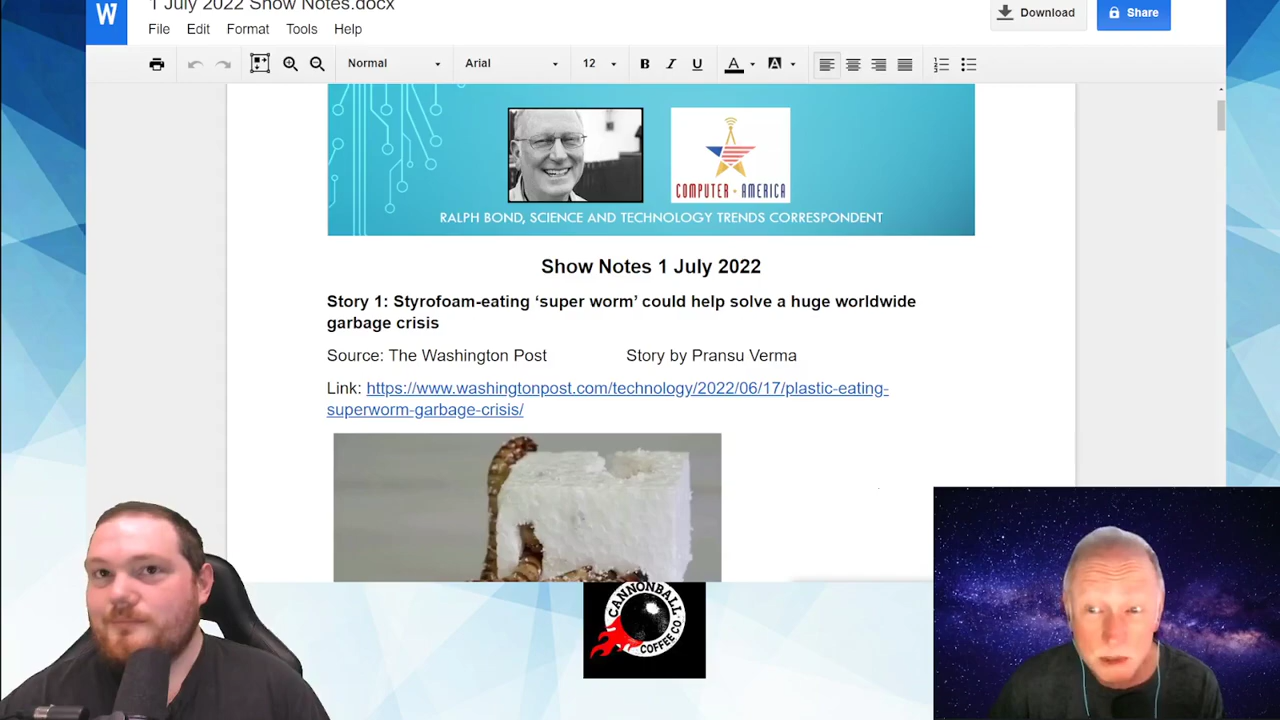 1 July 2022 Show Notes.docx
W
File Edit Format Tools Help
Download Share
Normal Arial 12 B I U A A
COMPUTER AMERICA
RALPH BOND, SCIENCE AND TECHNOLOGY TRENDS CORRESPONDENT
Show Notes 1 July 2022
Story 1: Styrofoam-eating ‘super worm’ could help solve a huge worldwide
garbage crisis
Source: The Washington Post Story by Pransu Verma
Link: https://www.washingtonpost.com/technology/2022/06/17/plastic-eating-
superworm-garbage-crisis/
CANNONBALL
COFFEE CO.